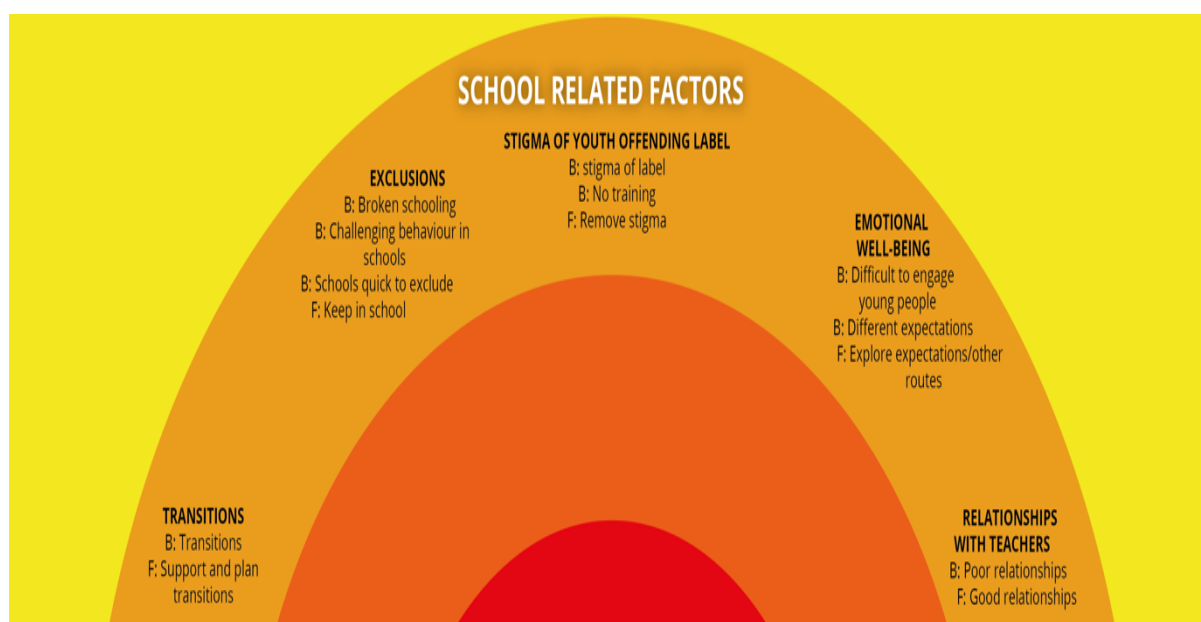 SCHOOL RELATED FACTORS
STIGMA OF YOUTH OFFENDING LABEL
B: stigma of label
B: No training
F: Remove stigma
EXCLUSIONS
B: Broken schooling
B: Challenging behaviour in
schools
B: Schools quick to exclude
F: Keep in school
EMOTIONAL
WELL-BEING
B: Difficult to engage
young people
B: Different expectations
F: Explore expectations/other
routes
TRANSITIONS
B: Transitions
F: Support and plan
transitions
RELATIONSHIPS
WITH TEACHERS
B: Poor relationships
F: Good relationships